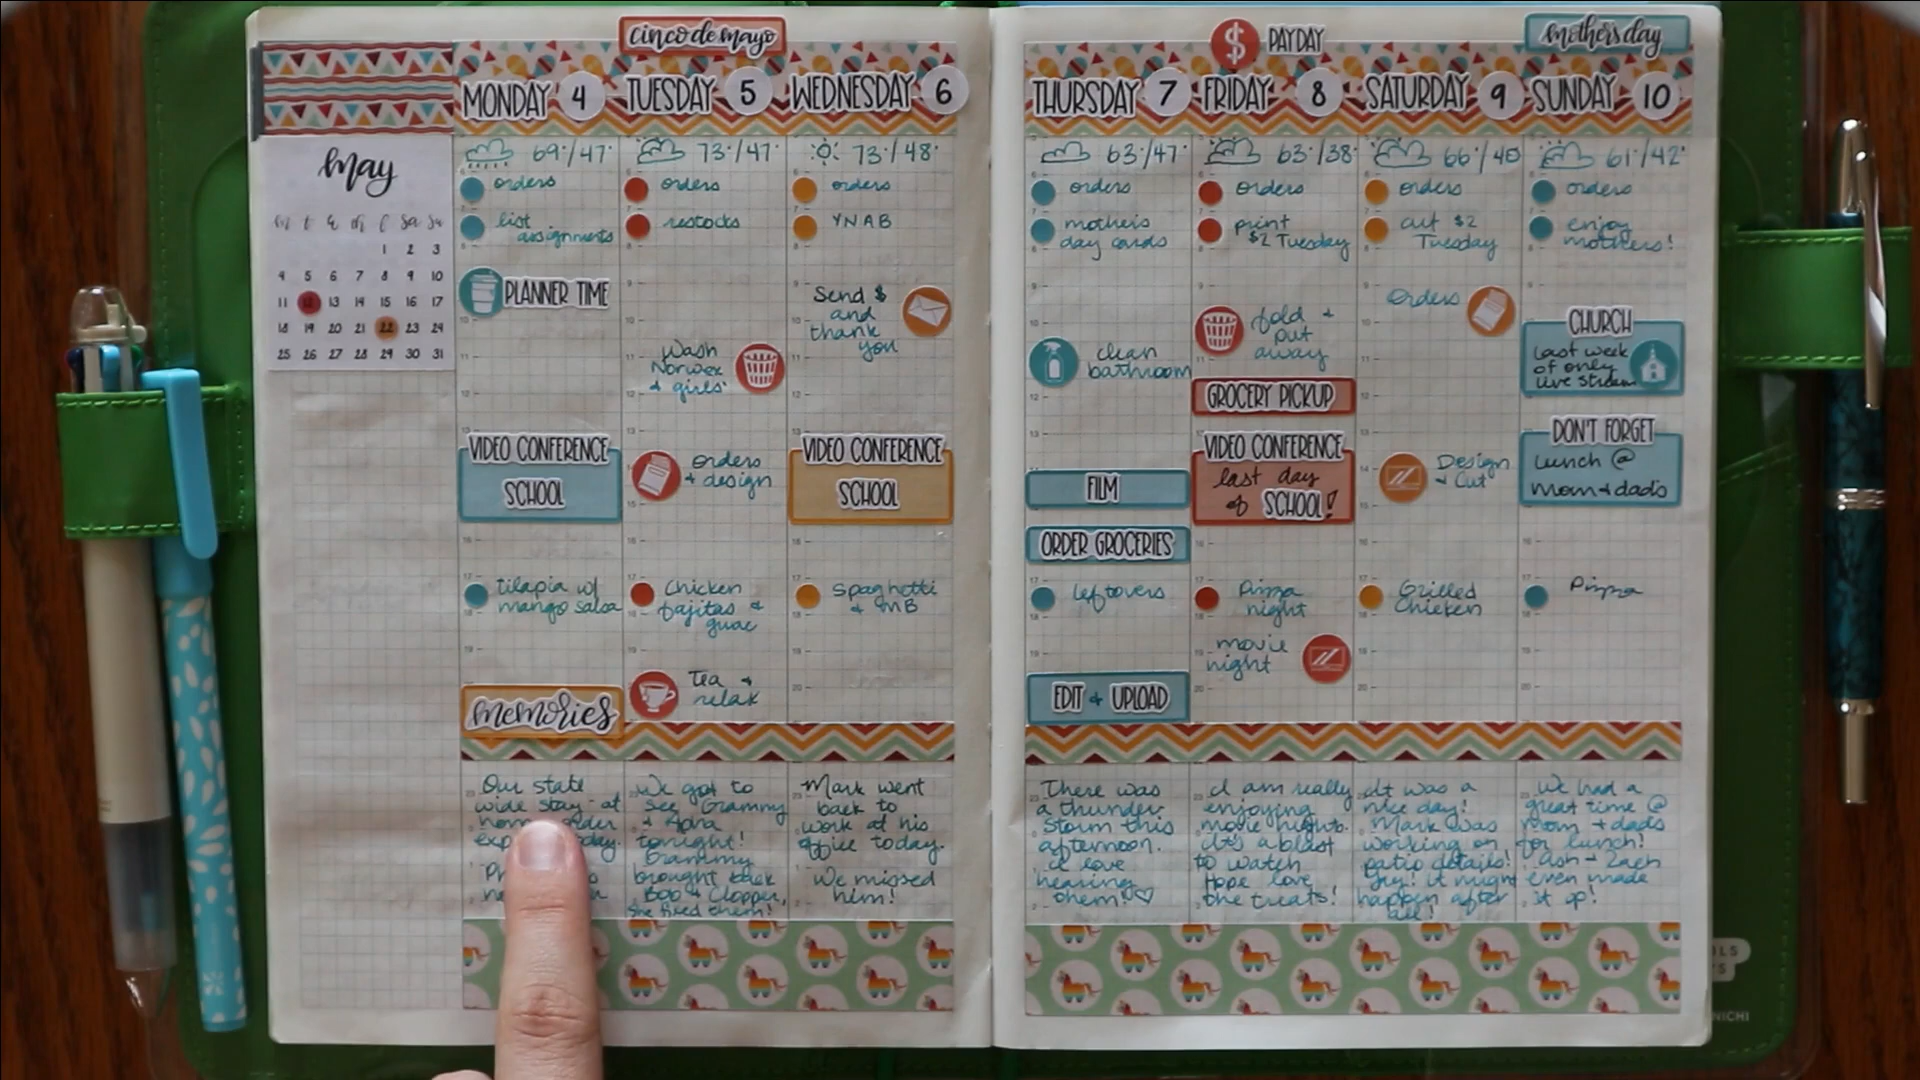 cinco de mayo
PAYDAY
mother's day
MONDAY 4
TUESDAY 5
WEDNESDAY 6
THURSDAY 7
FRIDAY 8
SATURDAY 9
SUNDAY 10
may
m t w th f sa su
1 2 3
4 5 6 7 8 9 10
11 12 13 14 15 16 17
18 19 20 21 22 23 24
25 26 27 28 29 30 31
69°/47°
orders
list
assignments
PLANNER TIME
VIDEO CONFERENCE
SCHOOL
tilapia w/
mango salsa
memories
Our state
wide stay-at
order
day.
73°/47°
orders
restocks
Wash
Norwex
& girls'
orders
+ design
Chicken
fajitas &
guac
Tea +
relax
We got to
see Grammy
&
tonight!
Grammy
brought back
Boo & Clopper,
she fixed them!
73°/48°
orders
YNAB
Send $
and
thank
you
VIDEO CONFERENCE
SCHOOL
Spaghetti
& MB
Mark went
back to
work at his
office today.
We missed
him!
63°/47°
orders
mother's
day cards
clean
bathroom
FILM
ORDER GROCERIES
leftovers
EDIT & UPLOAD
There was
a thunder-
storm this
afternoon.
I love
hearing
them! ♡
63°/38°
orders
print
$2 Tuesday
fold +
put
away
GROCERY PICKUP
VIDEO CONFERENCE
last day
of SCHOOL!
Pizza
night
movie
night
I am really
enjoying
movie nights.
It's a blast
to watch
Hope love
the treats!
66°/40
orders
cut $2
Tuesday
orders
Design
& Cut
Grilled
Chicken
It was a
nice day!
Mark was
working on
patio details!
Yay! It might
happen after
all!
61°/42°
orders
enjoy
mothers!
CHURCH
Last week
of only
live stream
DON'T FORGET
Lunch @
mom + dad's
Pizza
We had a
great time @
mom + dads
for lunch!
Ash + Zach
even made
it up!
NICHI